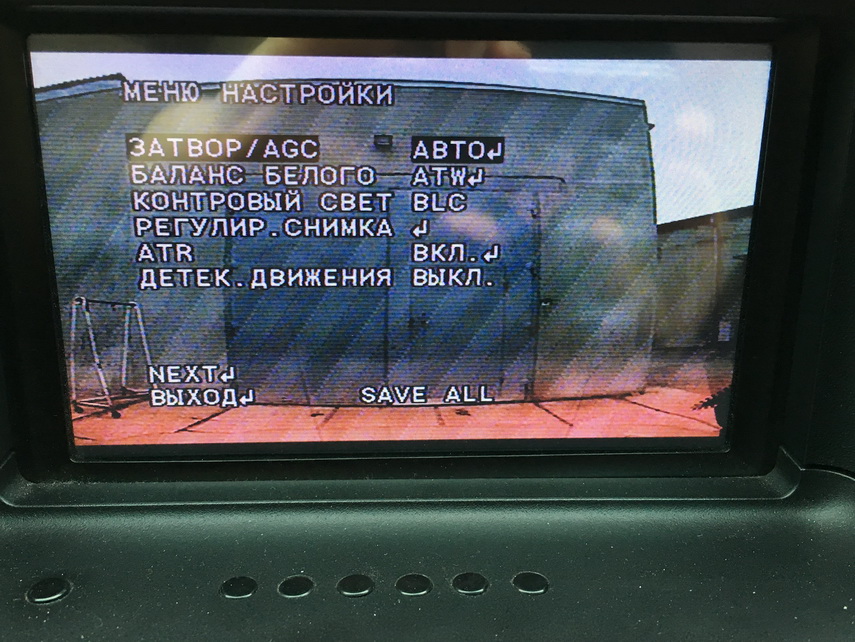 МЕНЮ НАСТРОЙКИ
ЗАТВОР/AGC АВТО↵
БАЛАНС БЕЛОГО ATW↵
КОНТРОВЫЙ СВЕТ BLC
РЕГУЛИР.СНИМКА ↵
ATR ВКЛ.↵
ДЕТЕК.ДВИЖЕНИЯ ВЫКЛ.
NEXT↵
ВЫХОД↵ SAVE ALL